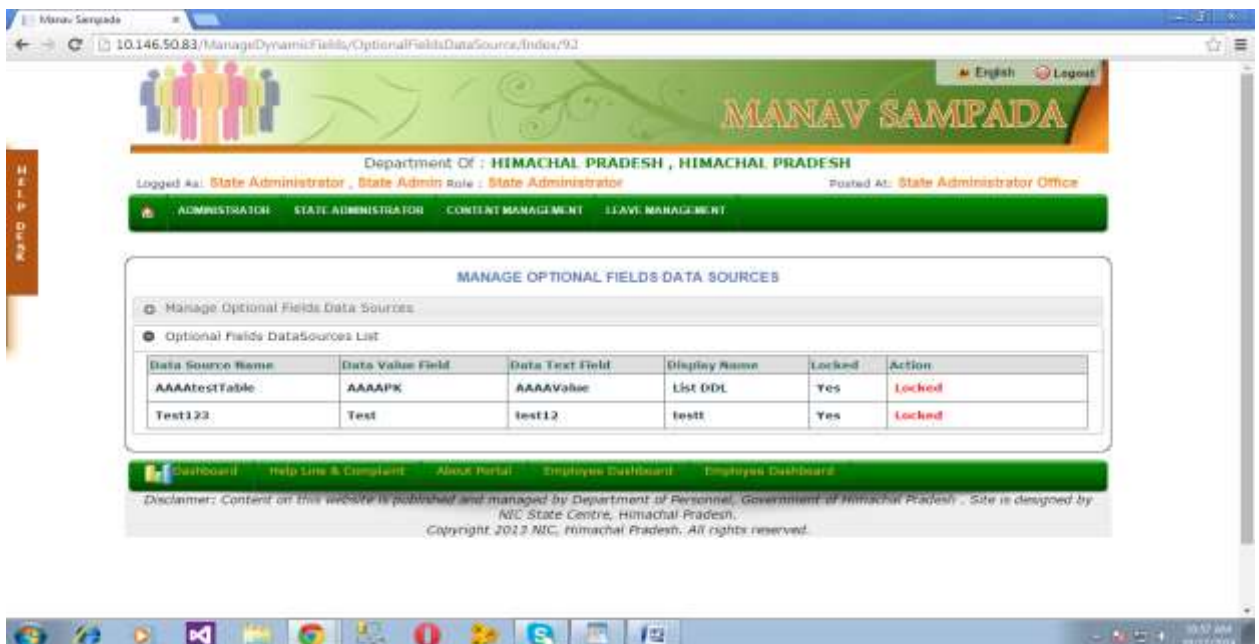 Manav Sampada
10.146.50.83/ManageDynamicFields/OptionalFieldsDataSource/Index/92
English Logout
MANAV SAMPADA
HELP DESK
Department Of : HIMACHAL PRADESH , HIMACHAL PRADESH
Logged As: State Administrator , State Admin Role : State Administrator Posted At: State Administrator Office
ADMINISTRATOR STATE ADMINISTRATOR CONTENT MANAGEMENT LEAVE MANAGEMENT
MANAGE OPTIONAL FIELDS DATA SOURCES
Manage Optional Fields Data Sources
Optional Fields DataSources List
Data Source Name Data Value Field Data Text Field Display Name Locked Action
AAAAtestTable AAAAPK AAAAValue List DDL Yes Locked
Test123 Test test12 testt Yes Locked
Dashboard Help Line & Complaint About Portal Employee Dashboard Employee Dashboard
Disclaimer: Content on this website is published and managed by Department of Personnel, Government of Himachal Pradesh . Site is designed by
NIC State Centre, Himachal Pradesh.
Copyright 2013 NIC, Himachal Pradesh. All rights reserved.
10:57 AM